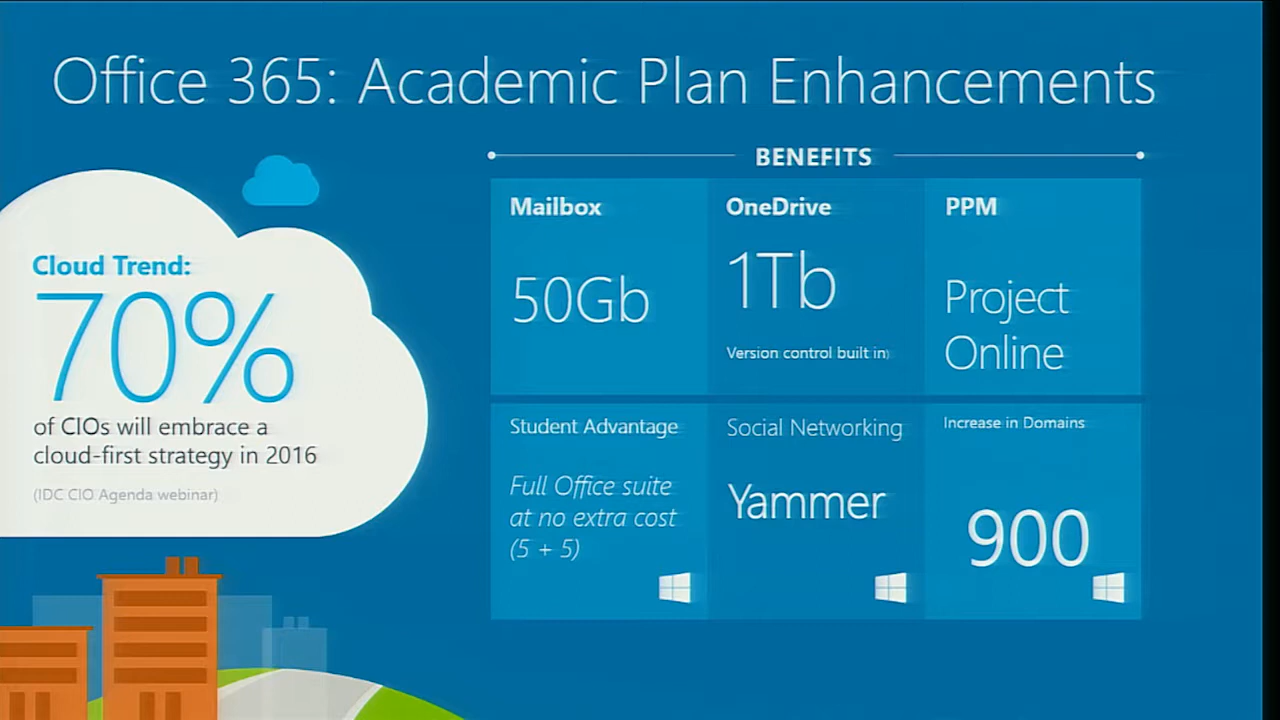 Office 365: Academic Plan Enhancements
BENEFITS
Cloud Trend:
70%
of CIOs will embrace a
cloud-first strategy in 2016
(IDC CIO Agenda webinar)
Mailbox
50Gb
OneDrive
1Tb
Version control built in
PPM
Project
Online
Student Advantage
Full Office suite
at no extra cost
(5 + 5)
Social Networking
Yammer
Increase in Domains
900